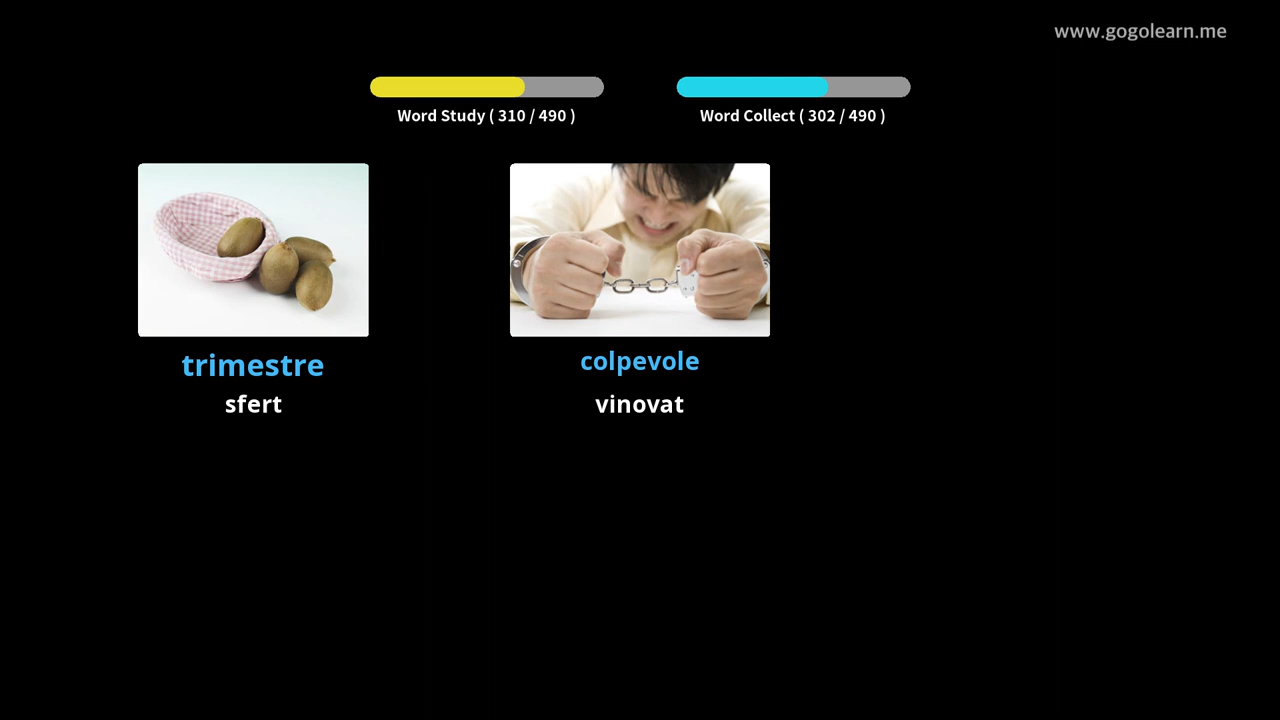 www.gogolearn.me
Word Study ( 310 / 490 )
Word Collect ( 302 / 490 )
trimestre
sfert
colpevole
vinovat